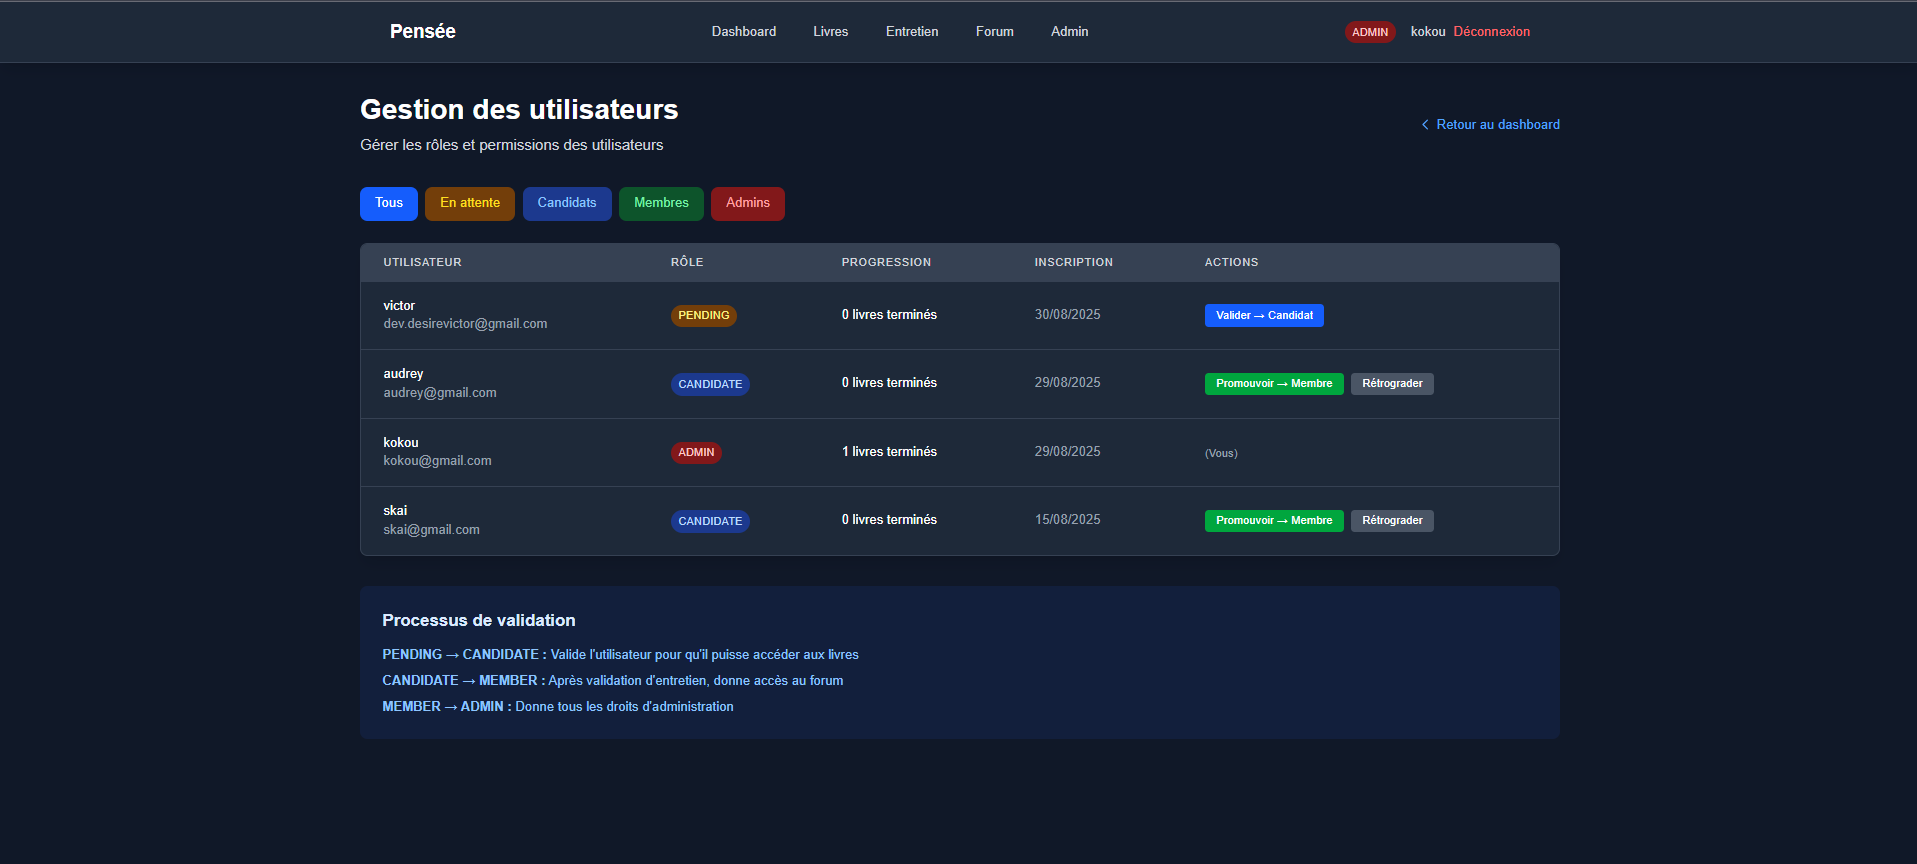 Pensée Dashboard Livres Entretien Forum Admin ADMIN kokou Déconnexion
Gestion des utilisateurs
Retour au dashboard
Gérer les rôles et permissions des utilisateurs
Tous En attente Candidats Membres Admins
UTILISATEUR RÔLE PROGRESSION INSCRIPTION ACTIONS
victor
dev.desirevictor@gmail.com
PENDING 0 livres terminés 30/08/2025 Valider → Candidat
audrey
audrey@gmail.com
CANDIDATE 0 livres terminés 29/08/2025 Promouvoir → Membre Rétrograder
kokou
kokou@gmail.com
ADMIN 1 livres terminés 29/08/2025 (Vous)
skai
skai@gmail.com
CANDIDATE 0 livres terminés 15/08/2025 Promouvoir → Membre Rétrograder
Processus de validation
PENDING → CANDIDATE : Valide l'utilisateur pour qu'il puisse accéder aux livres
CANDIDATE → MEMBER : Après validation d'entretien, donne accès au forum
MEMBER → ADMIN : Donne tous les droits d'administration